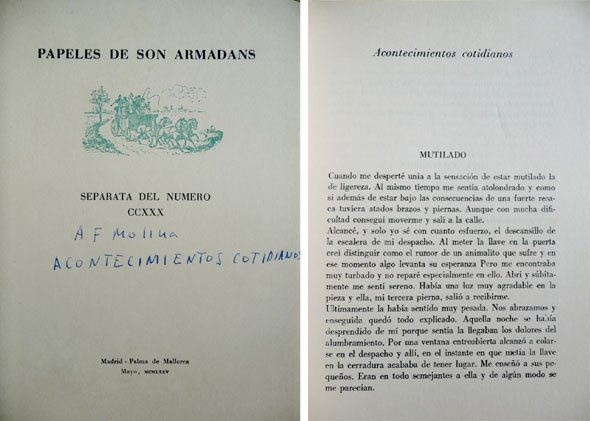 PAPELES DE SON ARMADANS
SEPARATA DEL NUMERO
CCXXX
A F Molina
ACONTECIMIENTOS COTIDIANOS
Madrid - Palma de Mallorca
Mayo, MCMLXXV
Acontecimientos cotidianos
MUTILADO
Cuando me desperté unía a la sensación de estar mutilado la
de ligereza. Al mismo tiempo me sentía atolondrado y como
si además de estar bajo las consecuencias de una fuerte resa-
ca tuviera atados brazos y piernas. Aunque con mucha difi-
cultad conseguí moverme y salí a la calle.
Alcancé, y solo yo sé con cuanto esfuerzo, el descansillo de
la escalera de mi despacho. Al meter la llave en la puerta
creí distinguir como el rumor de un animalito que sufre y en
ese momento algo levanta su esperanza Pero me encontraba
muy turbado y no reparé especialmente en ello. Abrí y súbita-
mente me sentí sereno. Había una luz muy agradable en la
pieza y ella, mi tercera pierna, salió a recibirme.
Ultimamente la había sentido muy pesada. Nos abrazamos y
enseguida quedó todo explicado. Aquella noche se había
desprendido de mí porque sentía la llegaban los dolores del
alumbramiento. Por una ventana entreabierta alcanzó a colar-
se en el despacho y allí, en el instante en que metía la llave
en la cerradura acababa de tener lugar. Me enseñó a sus pe-
queños. Eran en todo semejantes a ella y de algún modo se
me parecían.